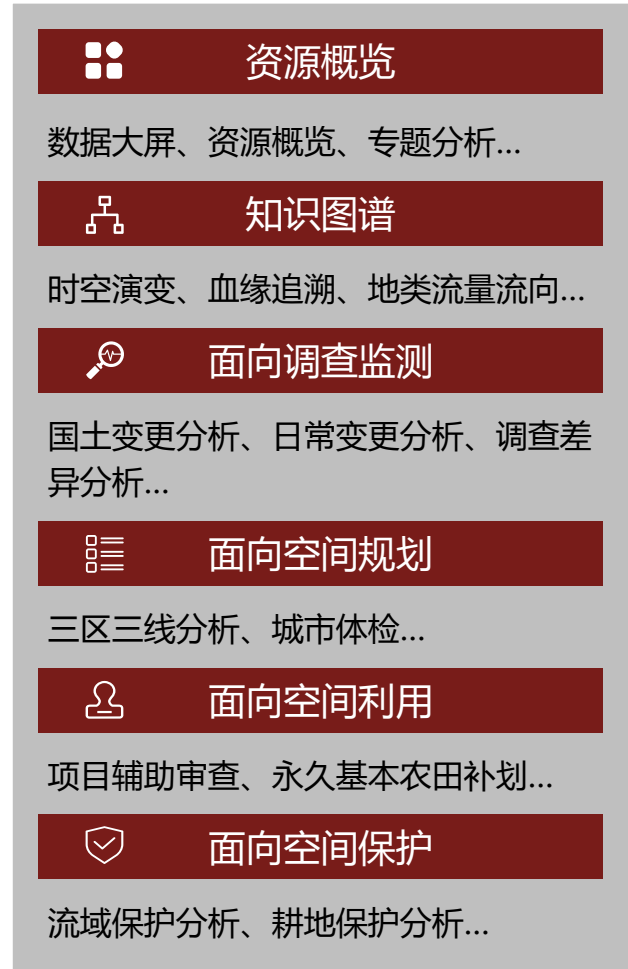 资源概览
数据大屏、资源概览、专题分析...
知识图谱
时空演变、血缘追溯、地类流量流向...
面向调查监测
国土变更分析、日常变更分析、调查差
异分析...
面向空间规划
三区三线分析、城市体检...
面向空间利用
项目辅助审查、永久基本农田补划...
面向空间保护
流域保护分析、耕地保护分析...